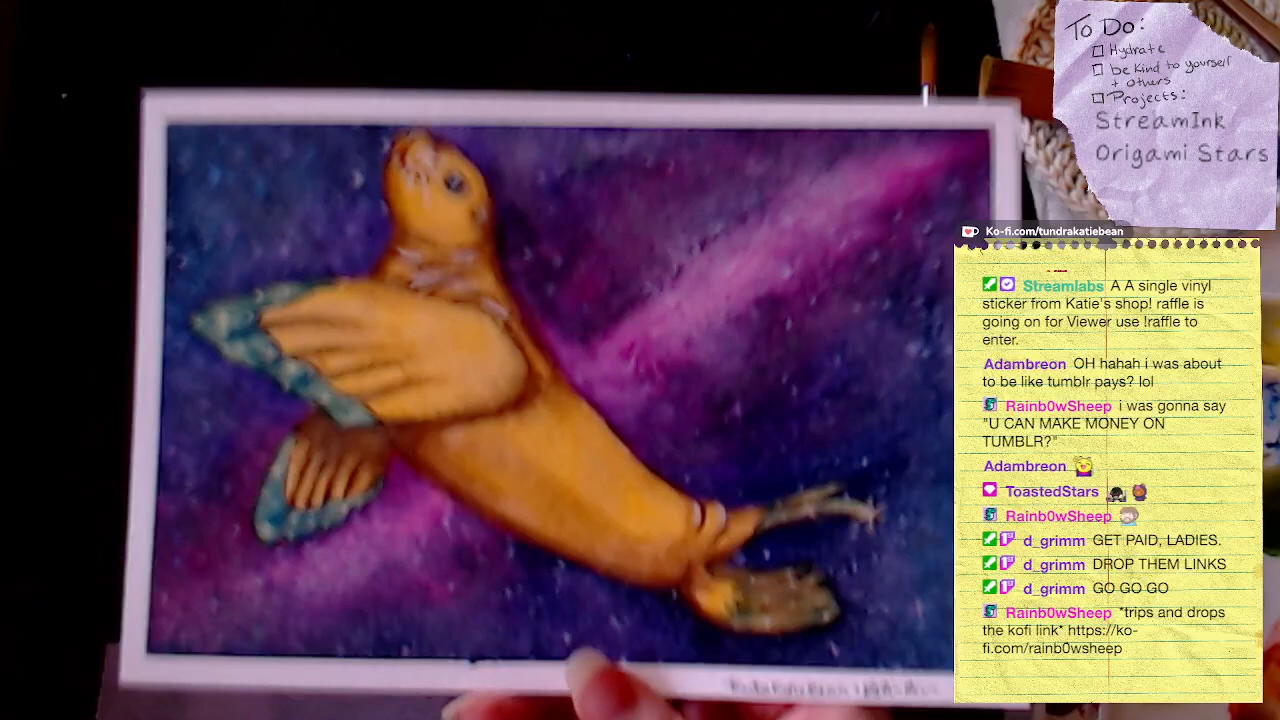 To Do:
Hydrate
be Kind to yourself
+ others
Projects:
StreamInk
Origami Stars
Ko-fi.com/tundrakatiebean
Streamlabs A A single vinyl
sticker from Katie's shop! raffle is
going on for Viewer use !raffle to
enter.
Adambreon OH hahah i was about
to be like tumblr pays? lol
Rainb0wSheep i was gonna say
"U CAN MAKE MONEY ON
TUMBLR?"
Adambreon
ToastedStars
Rainb0wSheep
d_grimm GET PAID, LADIES.
d_grimm DROP THEM LINKS
d_grimm GO GO GO
Rainb0wSheep *trips and drops
the kofi link* https://ko-
fi.com/rainb0wsheep